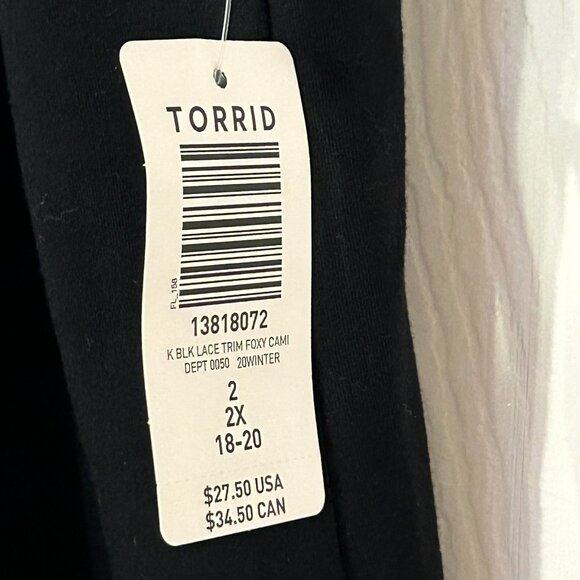 TORRID
FL_168
13818072
K BLK LACE TRIM FOXY CAMI
DEPT 0050 20WINTER
2
2X
18-20
$27.50 USA
$34.50 CAN